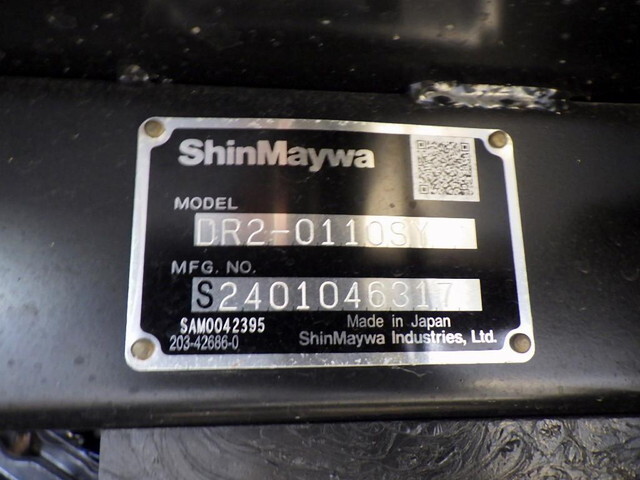 ShinMaywa
MODEL
DR2-0110SY
MFG. NO.
S2401046317
SAM0042395
203-42686-0
Made in Japan
ShinMaywa Industries, Ltd.